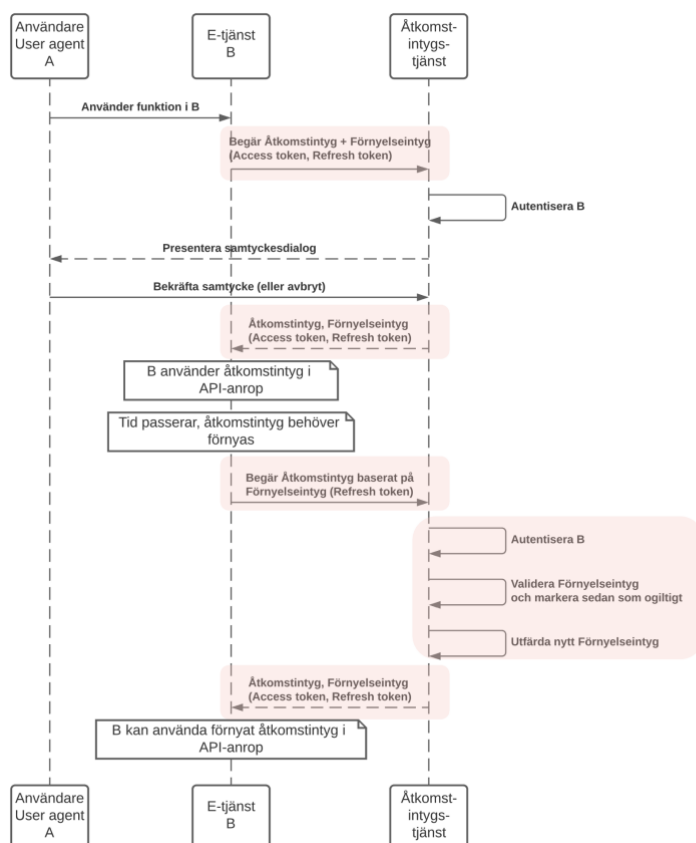 Användare
User agent
A
E-tjänst
B
Åtkomst-
intygs-
tjänst
Använder funktion i B
Begär Åtkomstintyg + Förnyelseintyg
(Access token, Refresh token)
Autentisera B
Presentera samtyckesdialog
Bekräfta samtycke (eller avbryt)
Åtkomstintyg, Förnyelseintyg
(Access token, Refresh token)
B använder åtkomstintyg i
API-anrop
Tid passerar, åtkomstintyg behöver
förnyas
Begär Åtkomstintyg baserat på
Förnyelseintyg (Refresh token)
Autentisera B
Validera Förnyelseintyg
och markera sedan som ogiltigt
Utfärda nytt Förnyelseintyg
Åtkomstintyg, Förnyelseintyg
(Access token, Refresh token)
B kan använda förnyat åtkomstintyg i
API-anrop
Användare
User agent
A
E-tjänst
B
Åtkomst-
intygs-
tjänst